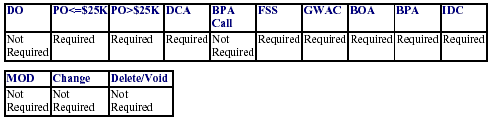 DO PO<=$25K PO>$25K DCA BPA Call FSS GWAC BOA BPA IDC
Not Required Required Required Required Not Required Required Required Required Required Required
MOD Change Delete/Void
Not Required Not Required Not Required